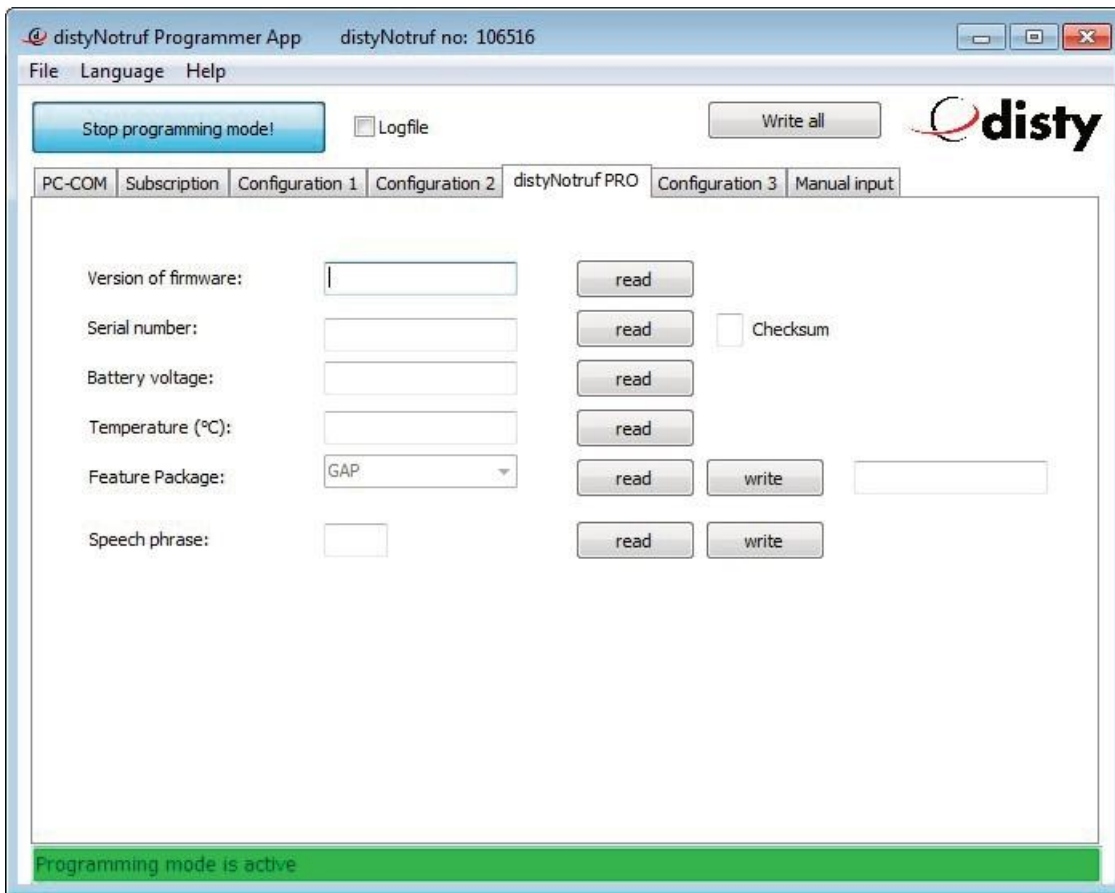 distyNotruf Programmer App distyNotruf no: 106516
File Language Help
Stop programming mode! Logfile Write all disty
PC-COM Subscription Configuration 1 Configuration 2 distyNotruf PRO Configuration 3 Manual input
Version of firmware: read
Serial number: read Checksum
Battery voltage: read
Temperature (°C): read
Feature Package: GAP read write
Speech phrase: read write
Programming mode is active